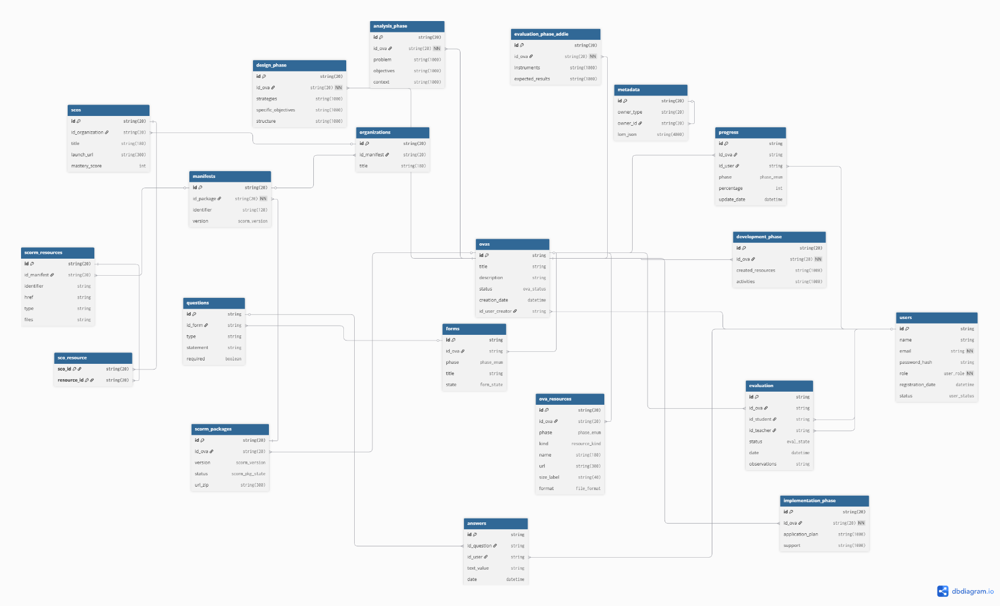 analysis_phase
id string(20)
id_ova string(20) NN
problem string(1000)
objectives string(1000)
context string(1000)
evaluation_phase_addie
id string(20)
id_ova string(20) NN
instruments string(1000)
expected_results string(1000)
design_phase
id string(20)
id_ova string(20) NN
strategies string(1000)
specific_objectives string(1000)
structure string(1000)
metadata
id string(20)
owner_type string(20)
owner_id string(20)
lom_json string(4000)
scos
id string(20)
id_organization string(20)
title string(180)
launch_url string(300)
mastery_score int
organizations
id string(20)
id_manifest string(20)
title string(180)
progress
id string
id_ova string
id_user string
phase phase_enum
percentage int
update_date datetime
manifests
id string(20)
id_package string(20) NN
identifier string(120)
version scorm_version
development_phase
id string(20)
id_ova string(20) NN
created_resources string(1000)
activities string(1000)
ovas
id string
title string
description string
status ova_status
creation_date datetime
id_user_creator string
scorm_resources
id string(20)
id_manifest string(20)
identifier string
href string
type string
files string
questions
id string
id_form string
type string
statement string
required boolean
users
id string
name string
email string NN
password_hash string
role user_role NN
registration_date datetime
status user_status
forms
id string
id_ova string
phase phase_enum
title string
state form_state
sco_resource
sco_id string(20)
resource_id string(20)
evaluation
id string
id_ova string
id_student string
id_teacher string
status eval_state
date datetime
observations string
ova_resources
id string(20)
id_ova string(20)
phase phase_enum
kind resource_kind
name string(180)
url string(300)
size_label string(40)
format file_format
scorm_packages
id string(20)
id_ova string(20)
version scorm_version
status scorm_pkg_state
url_zip string(300)
implementation_phase
id string(20)
id_ova string(20) NN
application_plan string(1000)
support string(1000)
answers
id string
id_question string
id_user string
text_value string
date datetime
dbdiagram.io